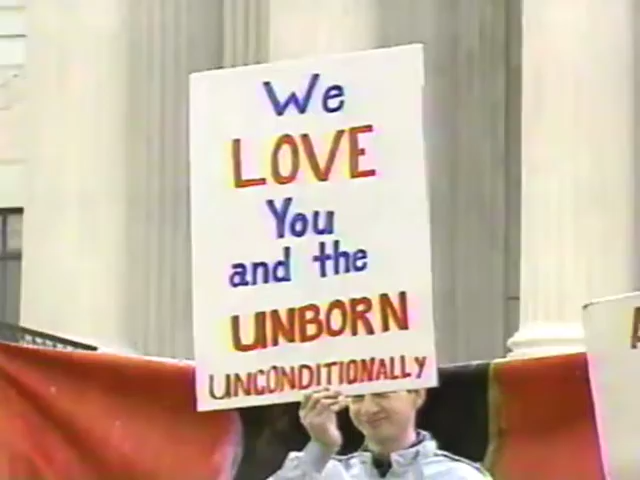 We
LOVE
You
and the
UNBORN
UNCONDITIONALLY